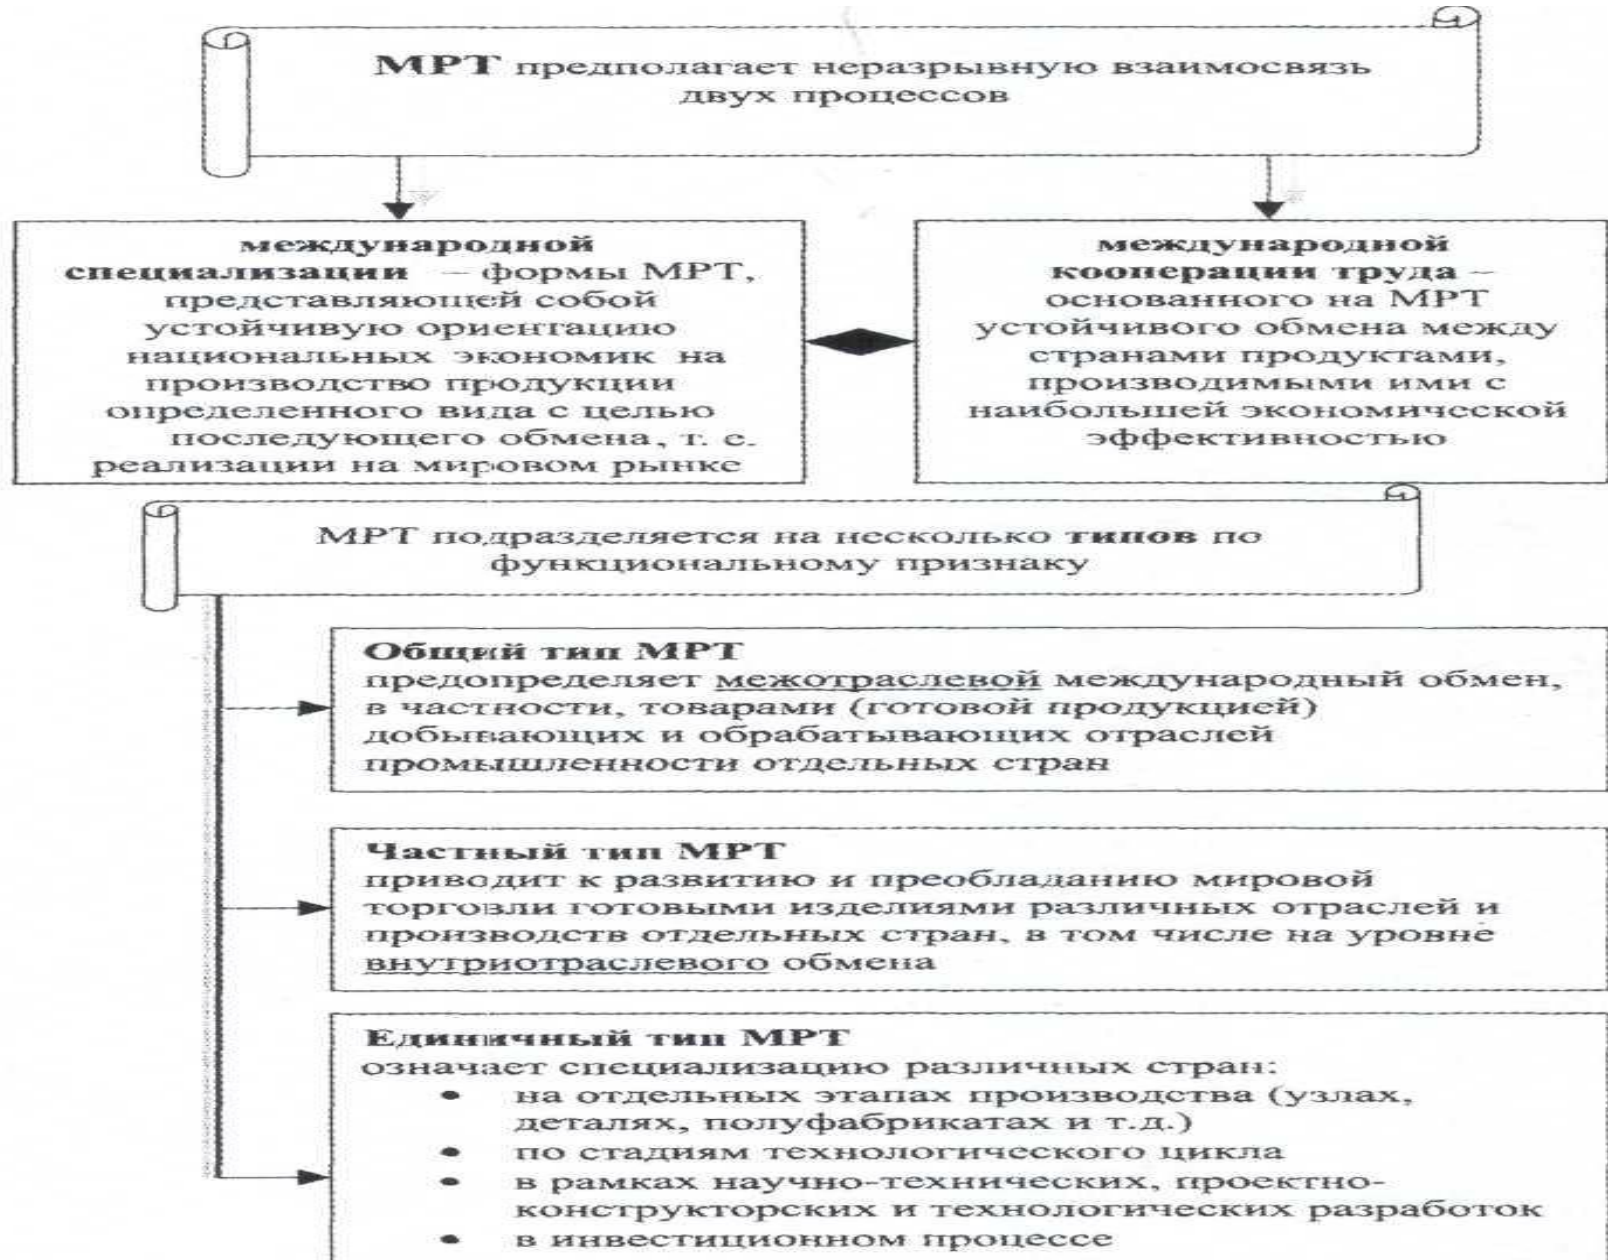 МРТ предполагает неразрывную взаимосвязь
двух процессов
международной
специализации – формы МРТ,
представляющей собой
устойчивую ориентацию
национальных экономик на
производство продукции
определенного вида с целью
последующего обмена, т. е.
реализации на мировом рынке
международной
кооперации труда –
основанного на МРТ
устойчивого обмена между
странами продуктами,
производимыми ими с
наибольшей экономической
эффективностью
МРТ подразделяется на несколько типов по
функциональному признаку
Общий тип МРТ
предопределяет межотраслевой международный обмен,
в частности, товарами (готовой продукцией)
добывающих и обрабатывающих отраслей
промышленности отдельных стран
Частный тип МРТ
приводит к развитию и преобладанию мировой
торговли готовыми изделиями различных отраслей и
производств отдельных стран, в том числе на уровне
внутриотраслевого обмена
Единичный тип МРТ
означает специализацию различных стран:
• на отдельных этапах производства (узлах,
деталях, полуфабрикатах и т.д.)
• по стадиям технологического цикла
• в рамках научно-технических, проектно-
конструкторских и технологических разработок
• в инвестиционном процессе